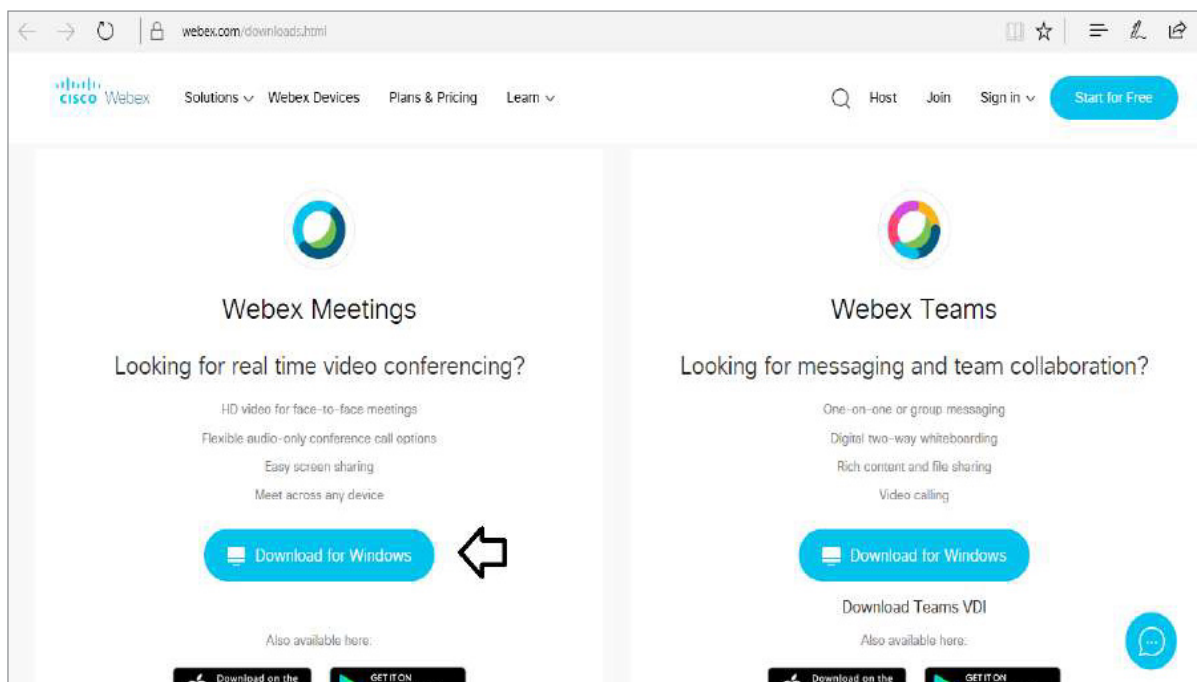 webex.com/downloads.html
CISCO Webex
Solutions
Webex Devices
Plans & Pricing
Learn
Host
Join
Sign in
Start for Free
Webex Meetings
Looking for real time video conferencing?
HD video for face-to-face meetings
Flexible audio-only conference call options
Easy screen sharing
Meet across any device
Download for Windows
Also available here:
Download on the
GET IT ON
Webex Teams
Looking for messaging and team collaboration?
One-on-one or group messaging
Digital two-way whiteboarding
Rich content and file sharing
Video calling
Download for Windows
Download Teams VDI
Also available here:
Download on the
GET IT ON